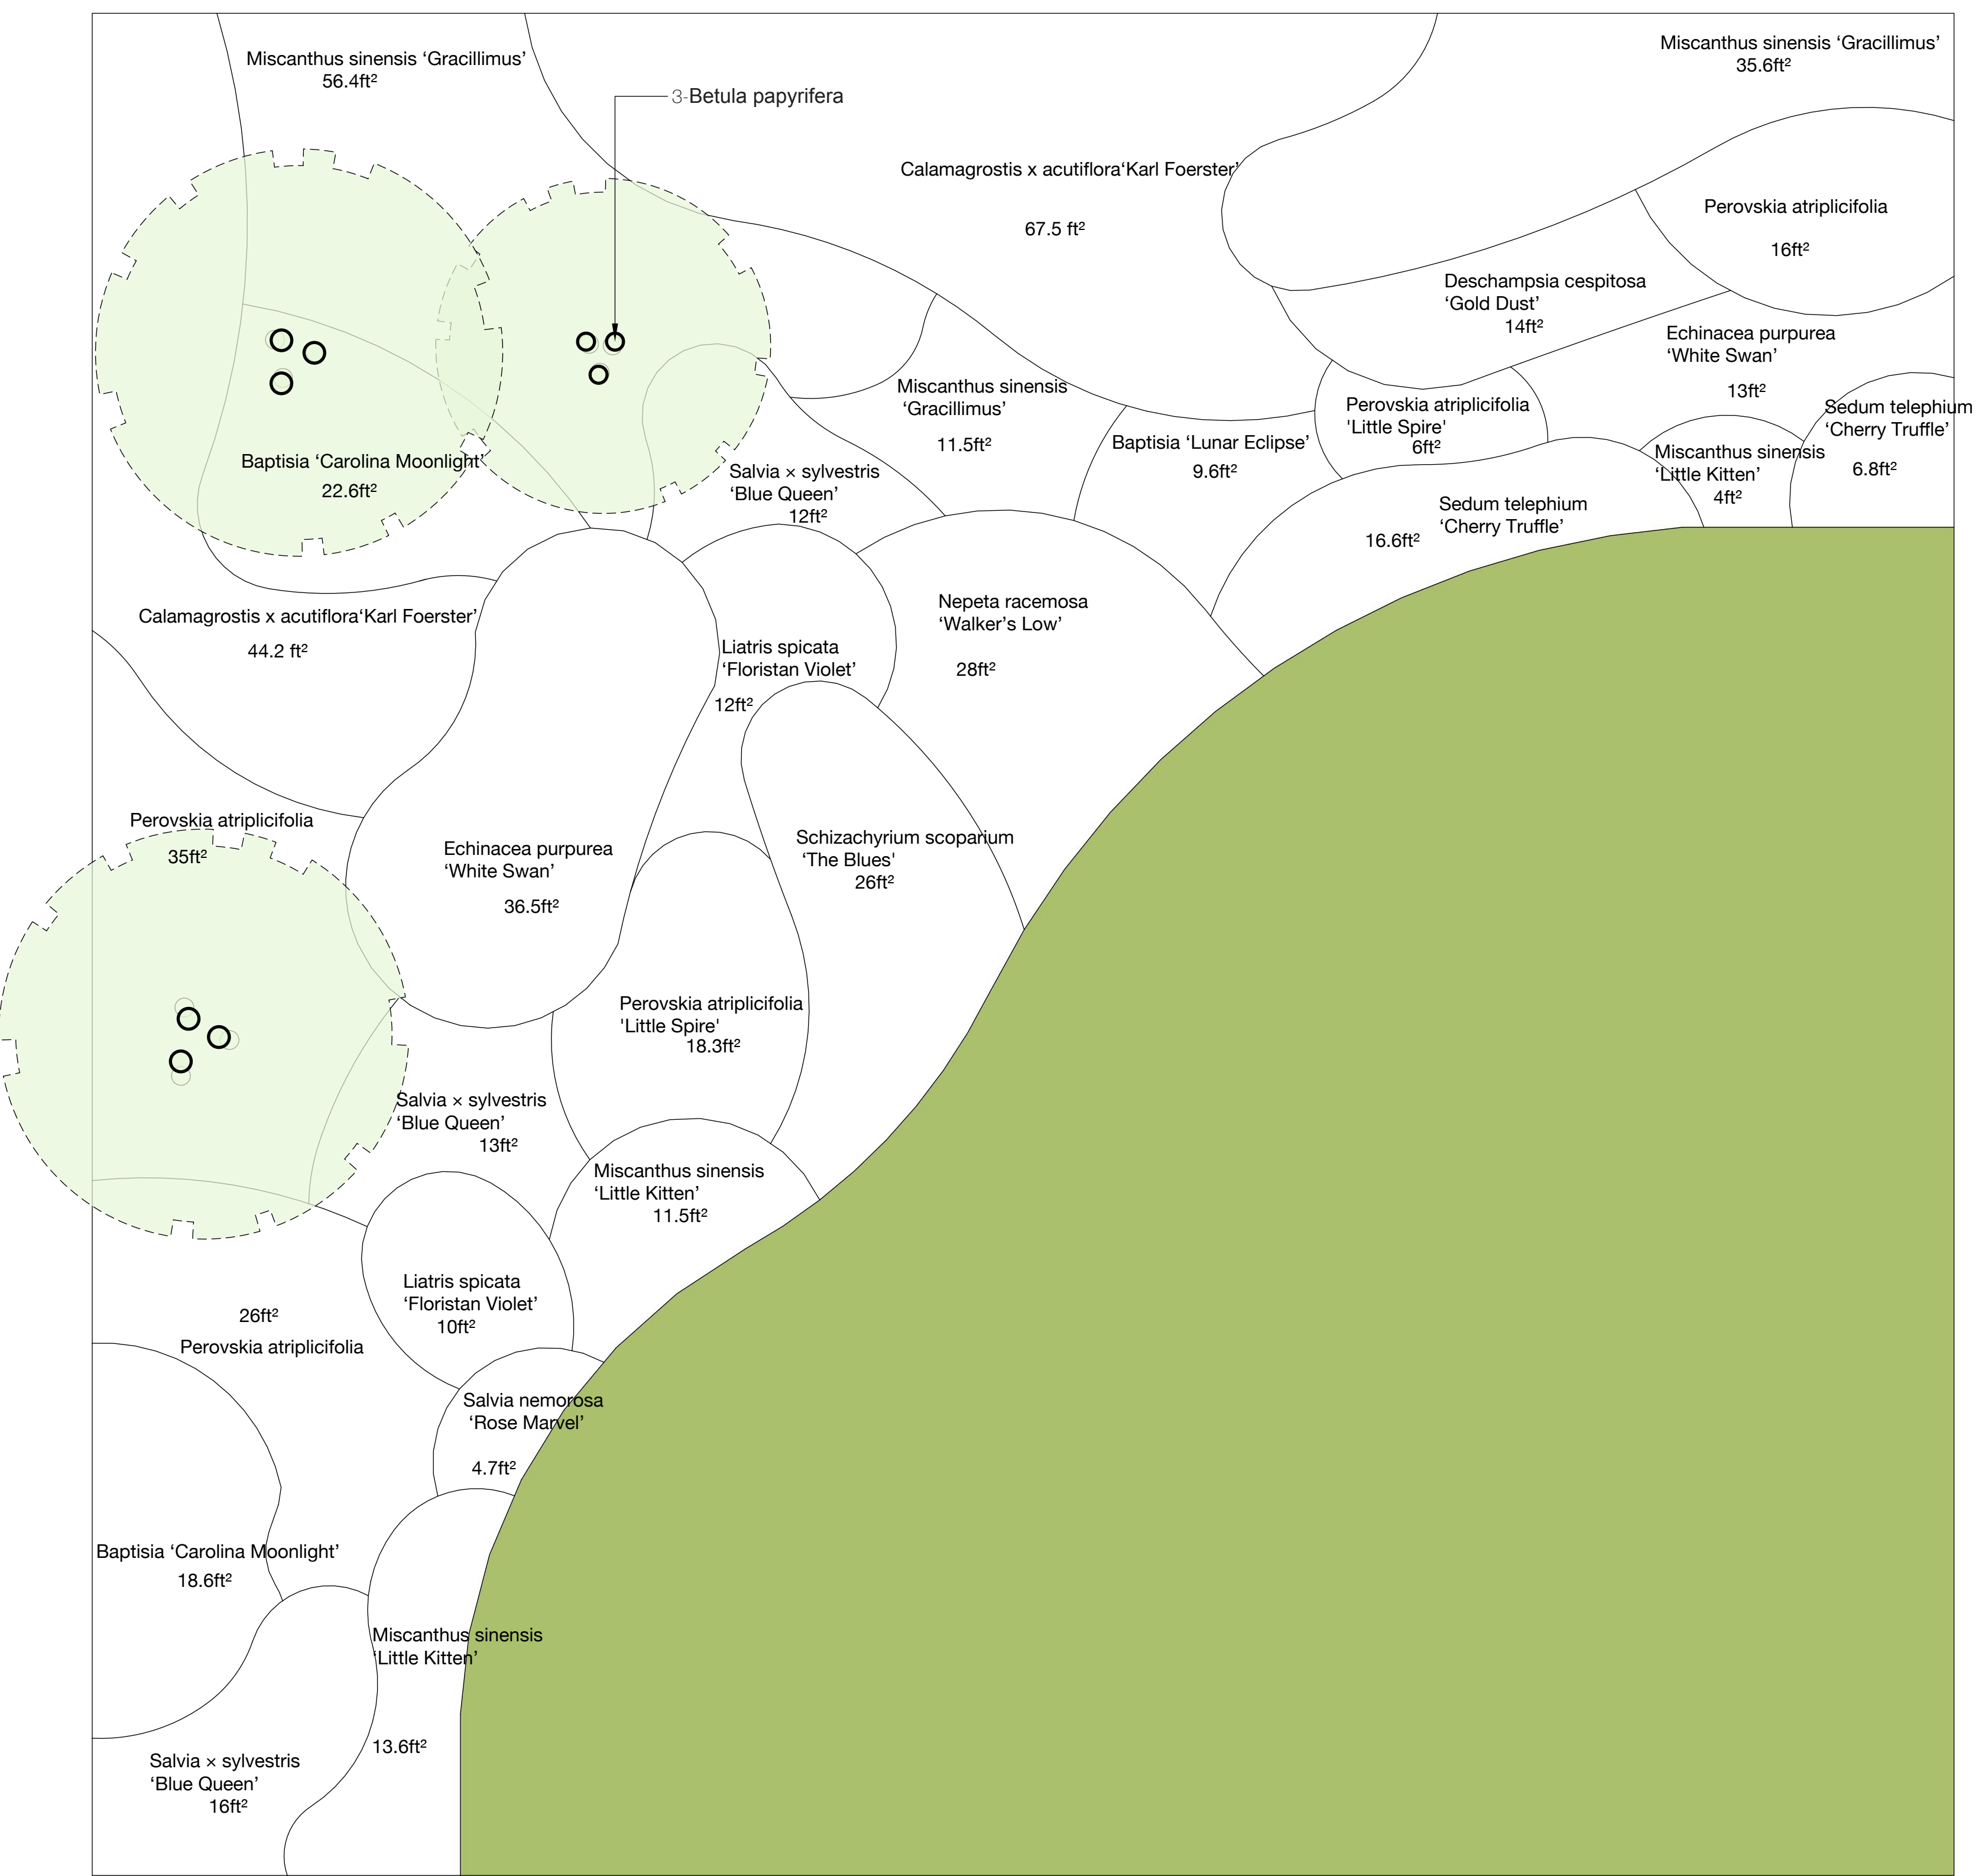 Miscanthus sinensis ‘Gracillimus’
56.4ft²
3-Betula papyrifera
Miscanthus sinensis ‘Gracillimus’
35.6ft²
Calamagrostis x acutiflora‘Karl Foerster’
67.5 ft²
Perovskia atriplicifolia
16ft²
Deschampsia cespitosa
‘Gold Dust’
14ft²
Echinacea purpurea
‘White Swan’
13ft²
Miscanthus sinensis
‘Gracillimus’
11.5ft²
Baptisia ‘Lunar Eclipse’
9.6ft²
Perovskia atriplicifolia
'Little Spire'
6ft²
Sedum telephium
‘Cherry Truffle’
6.8ft²
Miscanthus sinensis
‘Little Kitten’
4ft²
Baptisia ‘Carolina Moonlight’
22.6ft²
Salvia × sylvestris
‘Blue Queen’
12ft²
Sedum telephium
‘Cherry Truffle’
16.6ft²
Calamagrostis x acutiflora‘Karl Foerster’
44.2 ft²
Liatris spicata
‘Floristan Violet’
12ft²
Nepeta racemosa
‘Walker’s Low’
28ft²
Perovskia atriplicifolia
35ft²
Echinacea purpurea
‘White Swan’
36.5ft²
Schizachyrium scoparium
‘The Blues'
26ft²
Perovskia atriplicifolia
'Little Spire'
18.3ft²
Salvia × sylvestris
‘Blue Queen’
13ft²
Miscanthus sinensis
‘Little Kitten’
11.5ft²
Liatris spicata
‘Floristan Violet’
10ft²
26ft²
Perovskia atriplicifolia
Salvia nemorosa
‘Rose Marvel’
4.7ft²
Baptisia ‘Carolina Moonlight’
18.6ft²
Miscanthus sinensis
‘Little Kitten’
13.6ft²
Salvia × sylvestris
‘Blue Queen’
16ft²